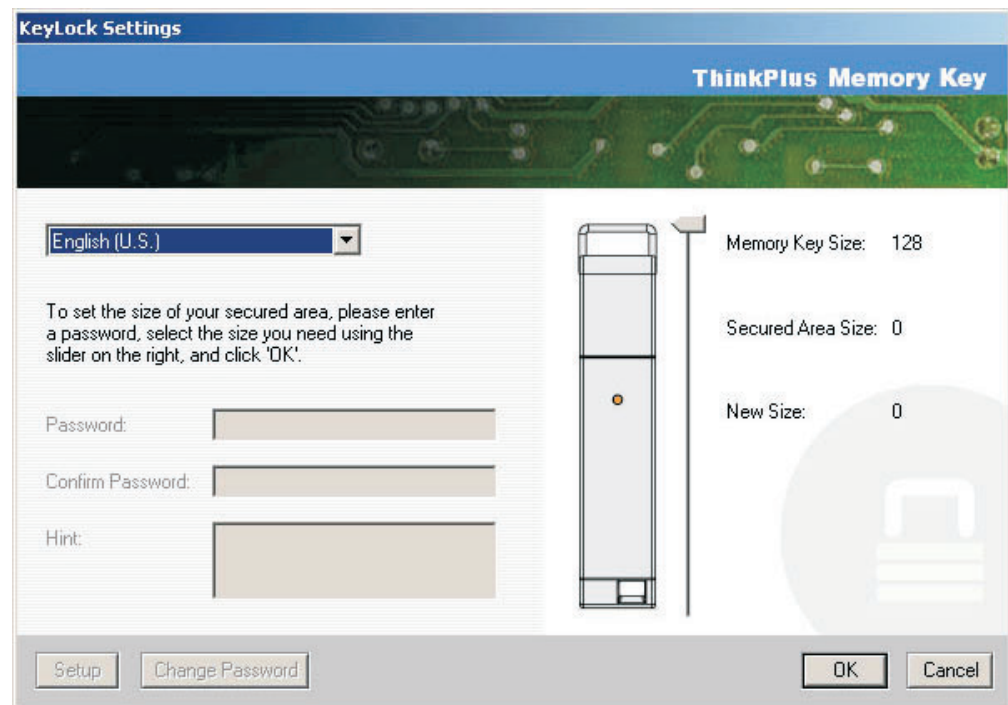 KeyLock Settings
ThinkPlus Memory Key
English (U.S.)
To set the size of your secured area, please enter
a password, select the size you need using the
slider on the right, and click 'OK'.
Password:
Confirm Password:
Hint:
Memory Key Size: 128
Secured Area Size: 0
New Size: 0
Setup
Change Password
OK
Cancel